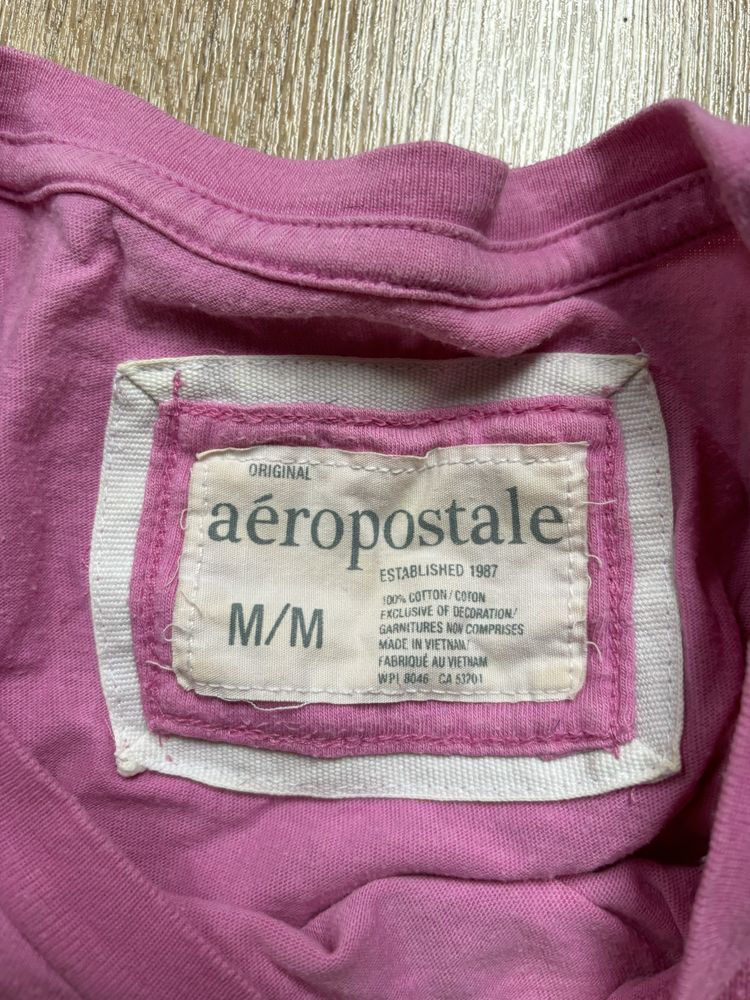 ORIGINAL
aéropostale
ESTABLISHED 1987
M/M
100% COTTON/COTON
EXCLUSIVE OF DECORATION/
GARNITURES NON COMPRISES
MADE IN VIETNAM/
FABRIQUÉ AU VIETNAM
WPL 8046 CA 53201